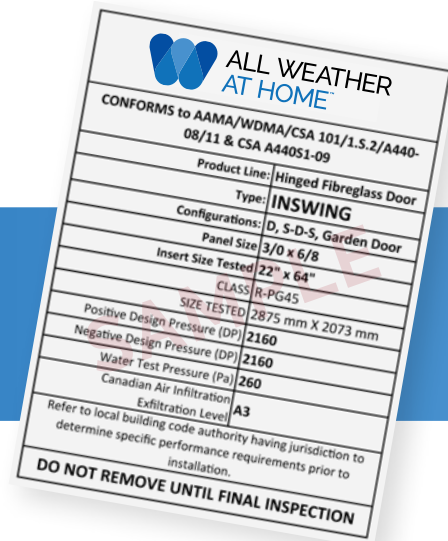 ALL WEATHER
AT HOME™
CONFORMS to AAMA/WDMA/CSA 101/1.S.2/A440-
08/11 & CSA A440S1-09
Product Line: Hinged Fibreglass Door
Type: INSWING
Configurations: D, S-D-S, Garden Door
Panel Size 3/0 x 6/8
Insert Size Tested 22" x 64"
CLASS R-PG45
SIZE TESTED 2875 mm X 2073 mm
Positive Design Pressure (DP) 2160
Negative Design Pressure (DP) 2160
Water Test Pressure (Pa) 260
Canadian Air Infiltration
Exfiltration Level A3
Refer to local building code authority having jurisdiction to
determine specific performance requirements prior to
installation.
DO NOT REMOVE UNTIL FINAL INSPECTION
SAMPLE